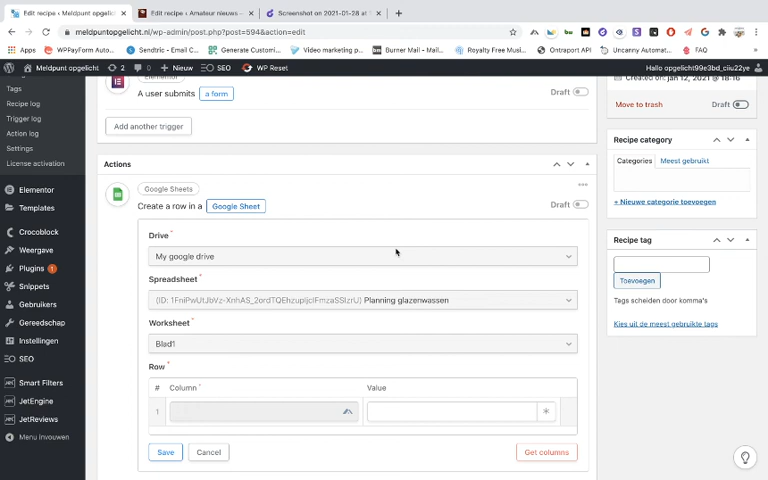 Edit recipe ‹ Meldpunt opgelicht
Edit recipe ‹ Amateur nieuws –
Screenshot on 2021-01-28 at
meldpuntopgelicht.nl/wp-admin/post.php?post=594&action=edit
Apps
WPPayForm Auto...
Sendtric - Email C...
Generate Customi...
Video marketing p...
Burner Mail - Mail...
Royalty Free Musi...
Ontraport API
Uncanny Automat...
FAQ
Meldpunt opgelicht
2
0
Nieuw
SEO
WP Reset
Hallo opgelicht99e3bd_ciiu22ye
Tags
Recipe log
Trigger log
Action log
Settings
License activation
Elementor
Templates
Crocoblock
Weergave
Plugins 1
Snippets
Gebruikers
Gereedschap
Instellingen
SEO
Smart Filters
JetEngine
JetReviews
Menu invouwen
Elementor
A user submits a form
Draft
Add another trigger
Actions
Google Sheets
Create a row in a Google Sheet
Draft
Drive *
My google drive
Spreadsheet *
Planning glazenwassen
Worksheet *
Blad1
Row *
# Column * Value
1
Save
Cancel
Get columns
Created on: jan 12, 2021 @ 18:16
Move to trash
Draft
Recipe category
Categories
Meest gebruikt
+ Nieuwe categorie toevoegen
Recipe tag
Toevoegen
Tags scheiden door komma's
Kies uit de meest gebruikte tags